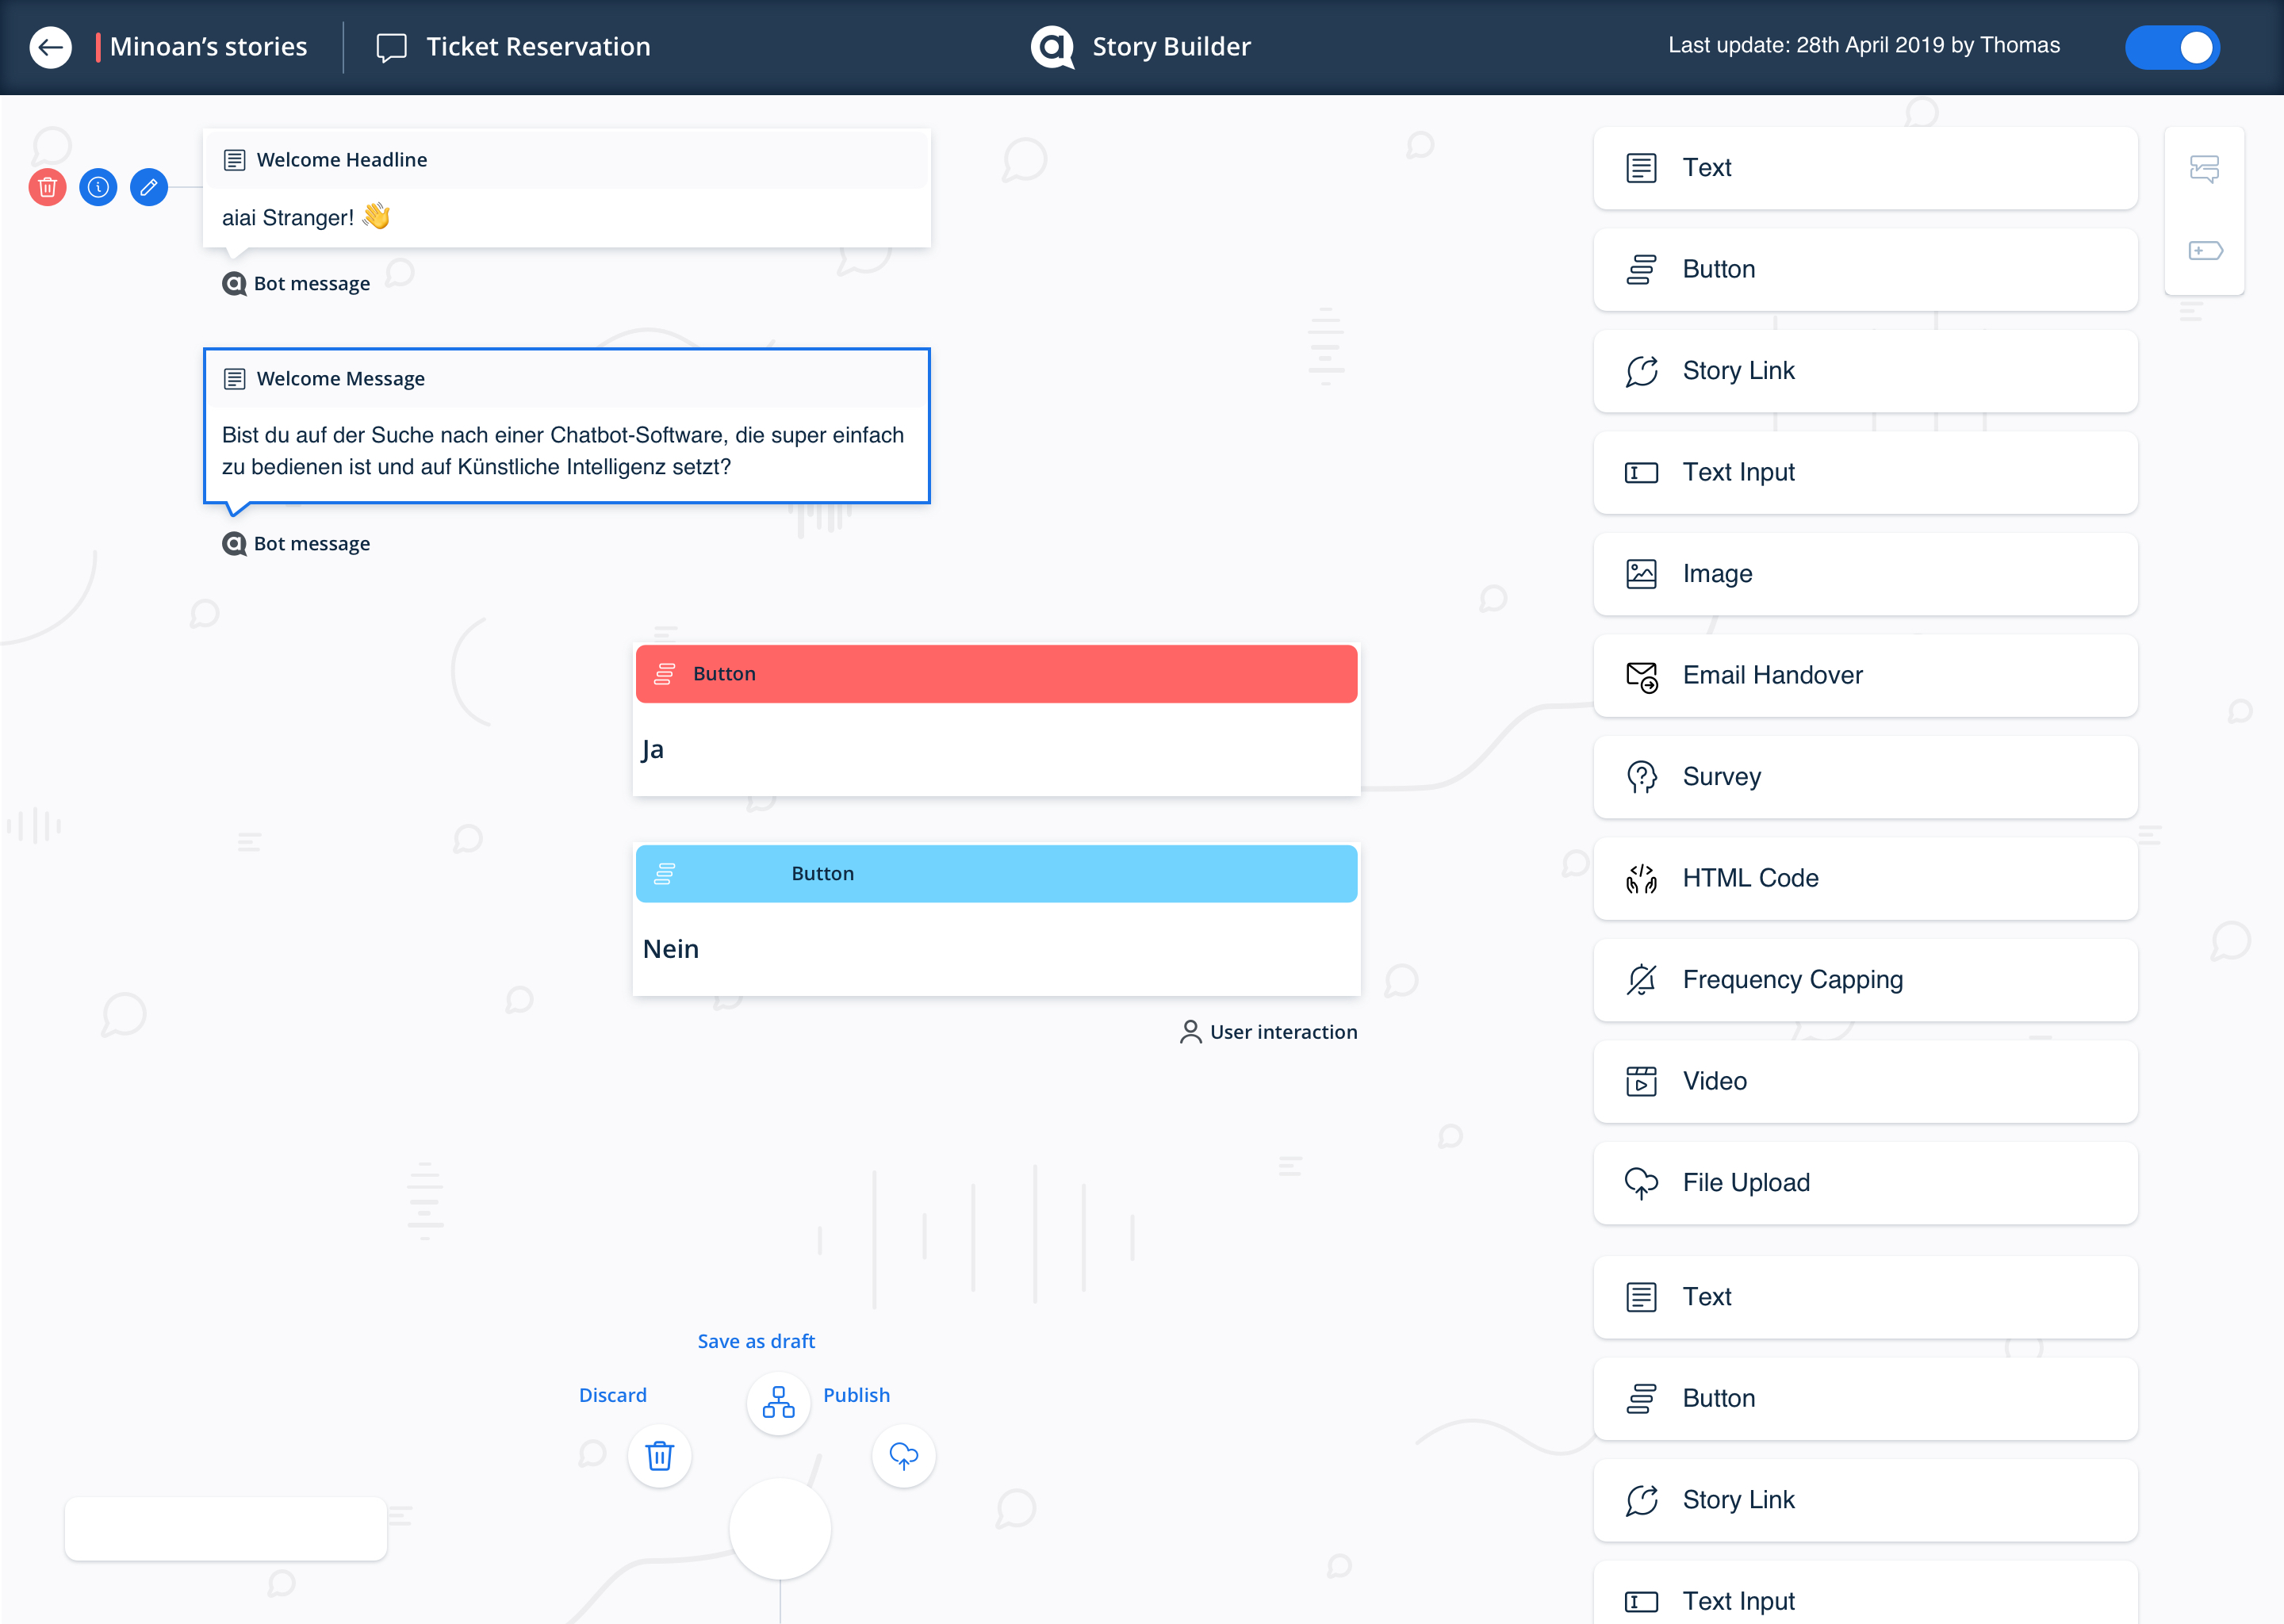 Minoan’s stories
Ticket Reservation
Story Builder
Last update: 28th April 2019 by Thomas
Welcome Headline
aiai Stranger! 👋
Bot message
Welcome Message
Bist du auf der Suche nach einer Chatbot-Software, die super einfach
zu bedienen ist und auf Künstliche Intelligenz setzt?
Bot message
Button
Ja
Button
Nein
User interaction
Save as draft
Discard
Publish
Text
Button
Story Link
Text Input
Image
Email Handover
Survey
HTML Code
Frequency Capping
Video
File Upload
Text
Button
Story Link
Text Input